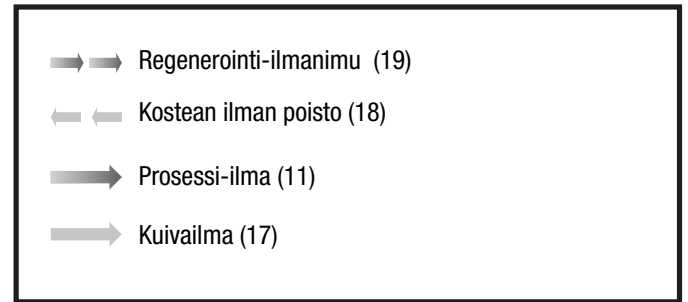 Regenerointi-ilmanimu (19)
Kostean ilman poisto (18)
Prosessi-ilma (11)
Kuivailma (17)